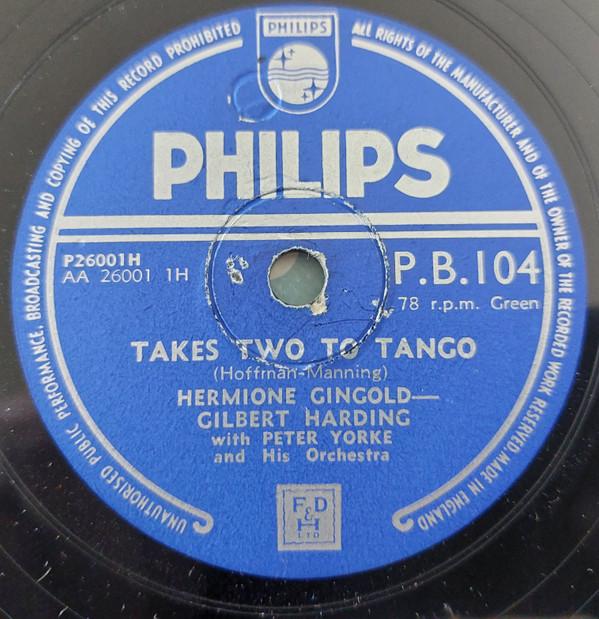 UNAUTHORISED PUBLIC PERFORMANCE, BROADCASTING AND COPYING OF THIS RECORD PROHIBITED
ALL RIGHTS OF THE MANUFACTURER AND OF THE OWNER OF THE RECORDED WORK RESERVED. MADE IN ENGLAND
PHILIPS
PHILIPS
P26001H
AA 26001 1H
P.B.104
78 r.p.m. Green
TAKES TWO TO TANGO
(Hoffman-Manning)
HERMIONE GINGOLD—
GILBERT HARDING
with PETER YORKE
and His Orchestra
F&D
H
LTD